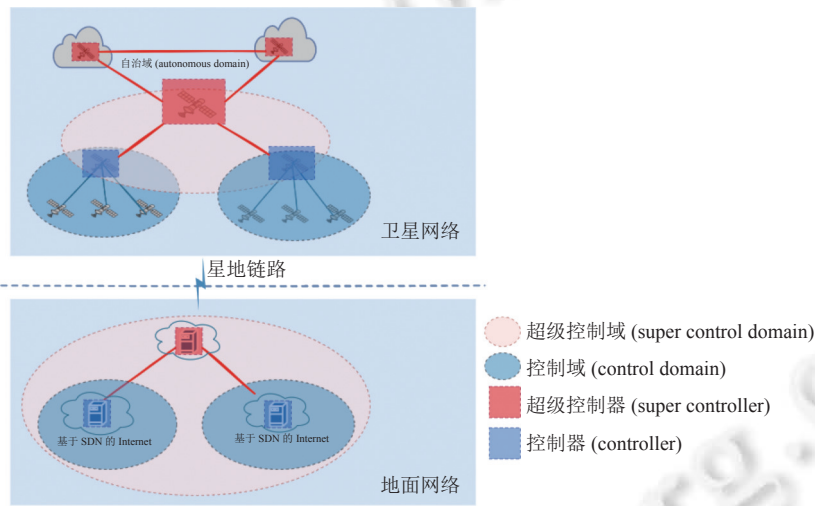 自治域 (autonomous domain)
卫星网络
星地链路
基于 SDN 的 Internet
基于 SDN 的 Internet
地面网络
超级控制域 (super control domain)
控制域 (control domain)
超级控制器 (super controller)
控制器 (controller)